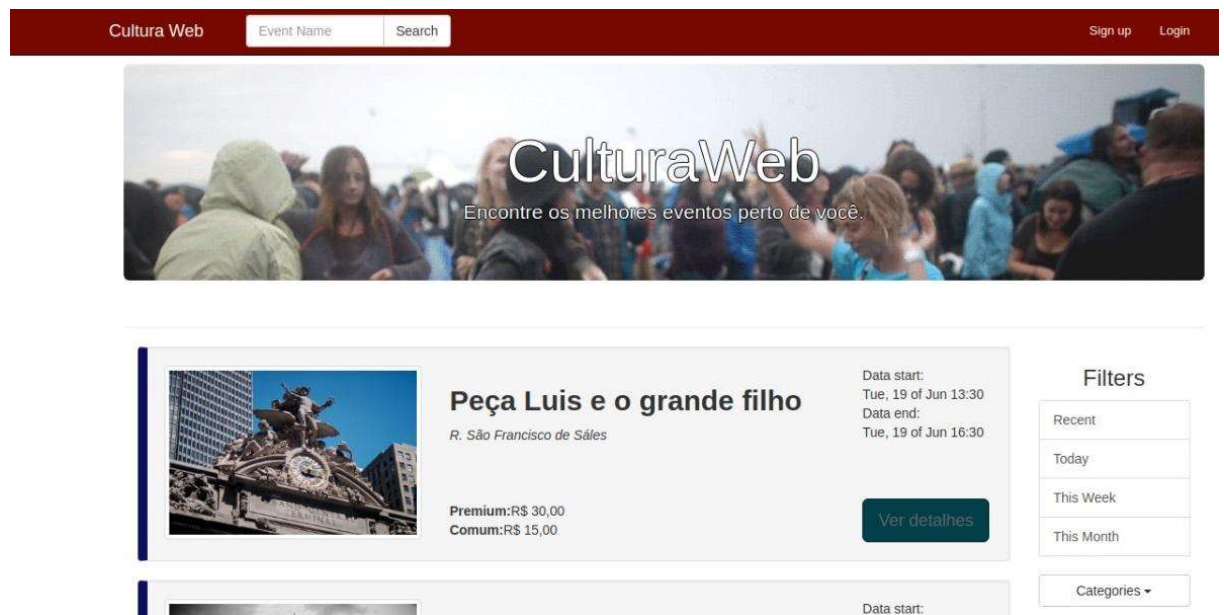 Cultura Web
Event Name
Search
Sign up
Login
CulturaWeb
Encontre os melhores eventos perto de você.
Peça Luis e o grande filho
R. São Francisco de Sáles
Premium:R$ 30,00
Comum:R$ 15,00
Data start:
Tue, 19 of Jun 13:30
Data end:
Tue, 19 of Jun 16:30
Ver detalhes
Filters
Recent
Today
This Week
This Month
Categories
Data start: